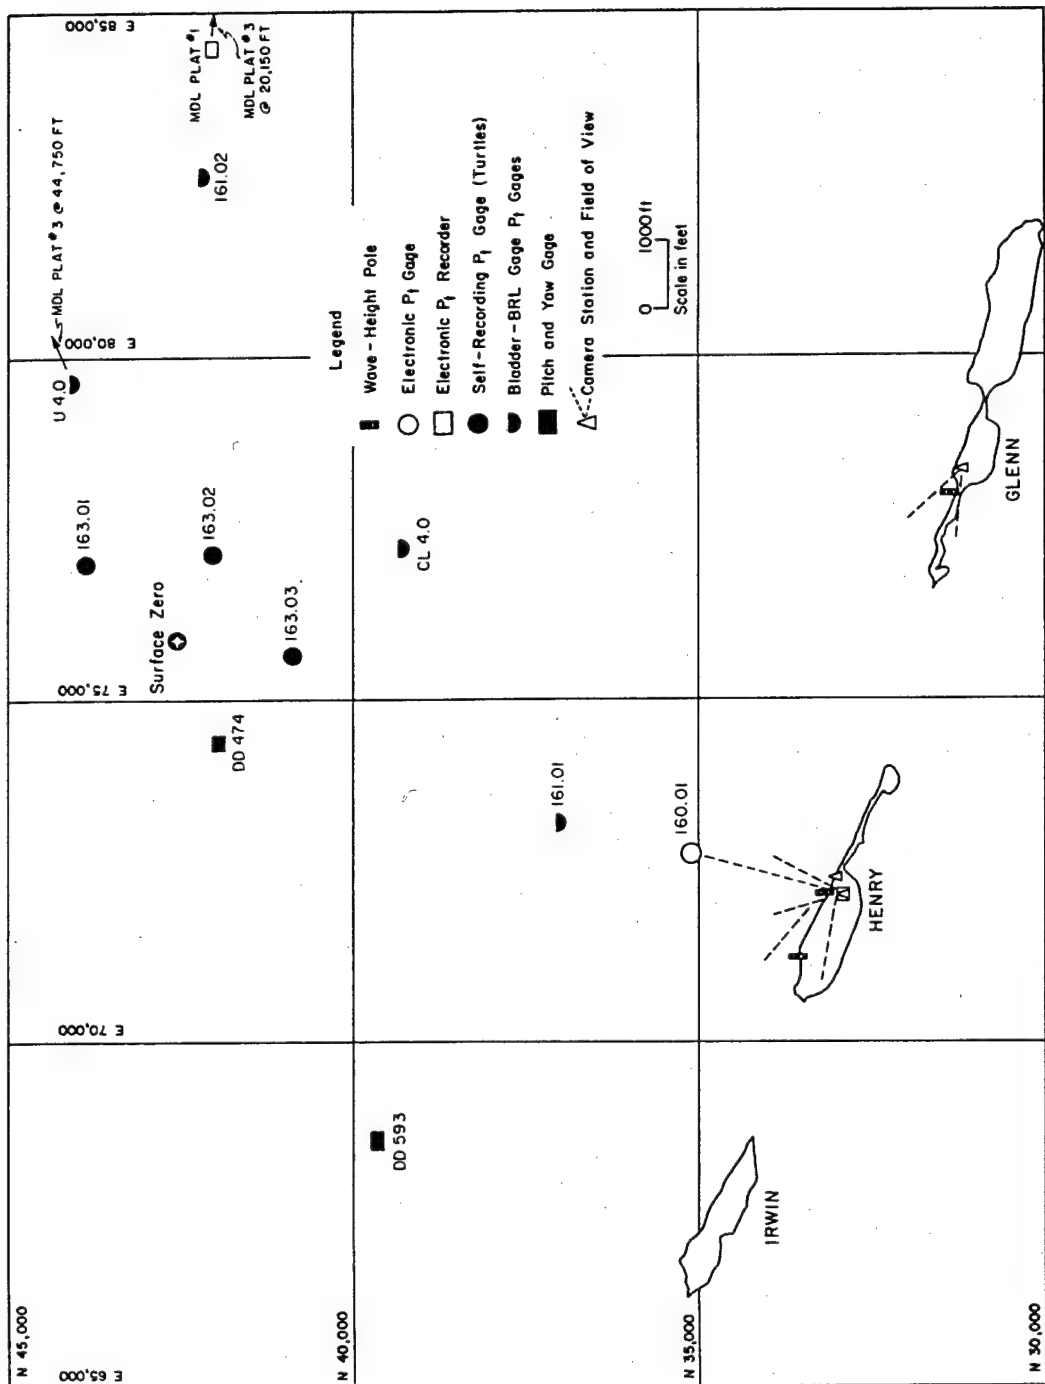 N 45,000
N 40,000
N 35,000
N 30,000
E 65,000
E 70,000
E 75,000
E 80,000
E 85,000
MDL PLAT #3 @ 44,750 FT
U 4.0
MDL PLAT #1
MDL PLAT #3
@ 20,150 FT
161.02
163.01
163.02
Surface Zero
163.03
DD 474
DD 593
CL 4.0
161.01
160.01
Legend
Wave-Height Pole
Electronic Pt Gage
Electronic Pt Recorder
Self-Recording Pt Gage (Turtles)
Bladder-BRL Gage Pt Gages
Pitch and Yaw Gage
Camera Station and Field of View
0 1000 ft
Scale in feet
IRWIN
HENRY
GLENN